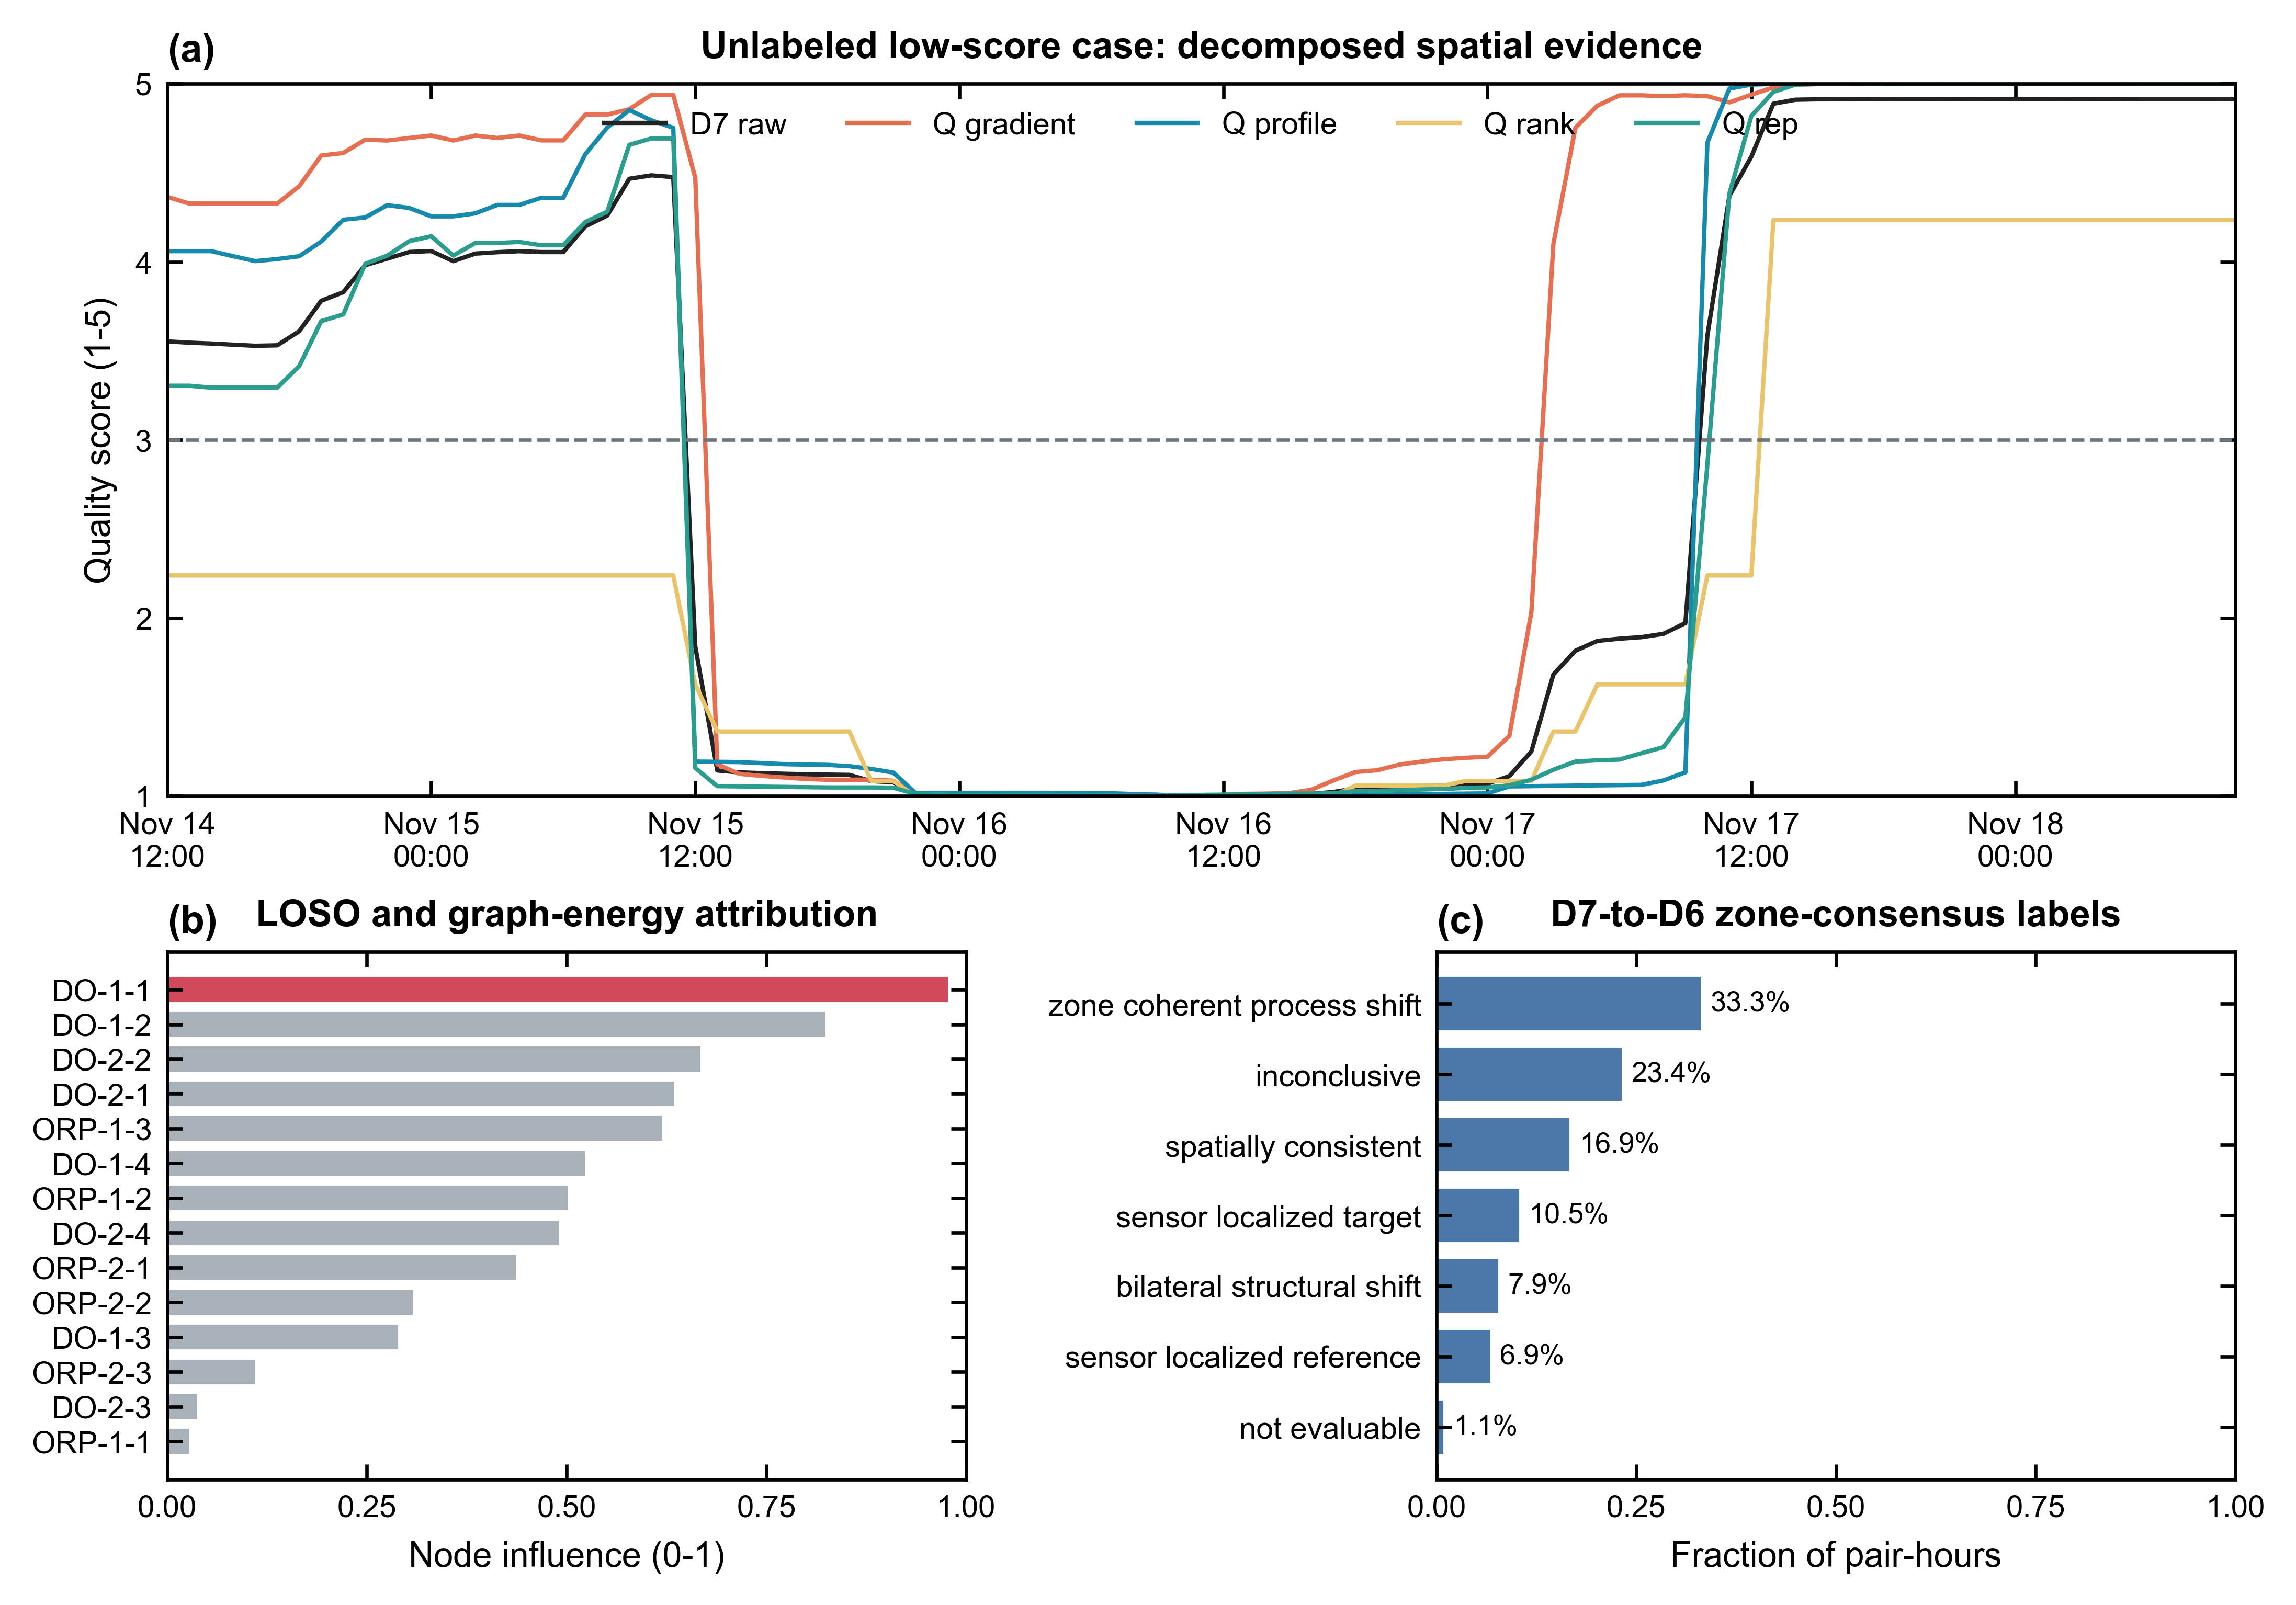 (a)
Unlabeled low-score case: decomposed spatial evidence
D7 raw
Q gradient
Q profile
Q rank
Q rep
Quality score (1-5)
5
4
3
2
1
Nov 14
12:00
Nov 15
00:00
Nov 15
12:00
Nov 16
00:00
Nov 16
12:00
Nov 17
00:00
Nov 17
12:00
Nov 18
00:00
(b)
LOSO and graph-energy attribution
DO-1-1
DO-1-2
DO-2-2
DO-2-1
ORP-1-3
DO-1-4
ORP-1-2
DO-2-4
ORP-2-1
ORP-2-2
DO-1-3
ORP-2-3
DO-2-3
ORP-1-1
0.00
0.25
0.50
0.75
1.00
Node influence (0-1)
(c)
D7-to-D6 zone-consensus labels
zone coherent process shift
33.3%
inconclusive
23.4%
spatially consistent
16.9%
sensor localized target
10.5%
bilateral structural shift
7.9%
sensor localized reference
6.9%
not evaluable
1.1%
0.00
0.25
0.50
0.75
1.00
Fraction of pair-hours